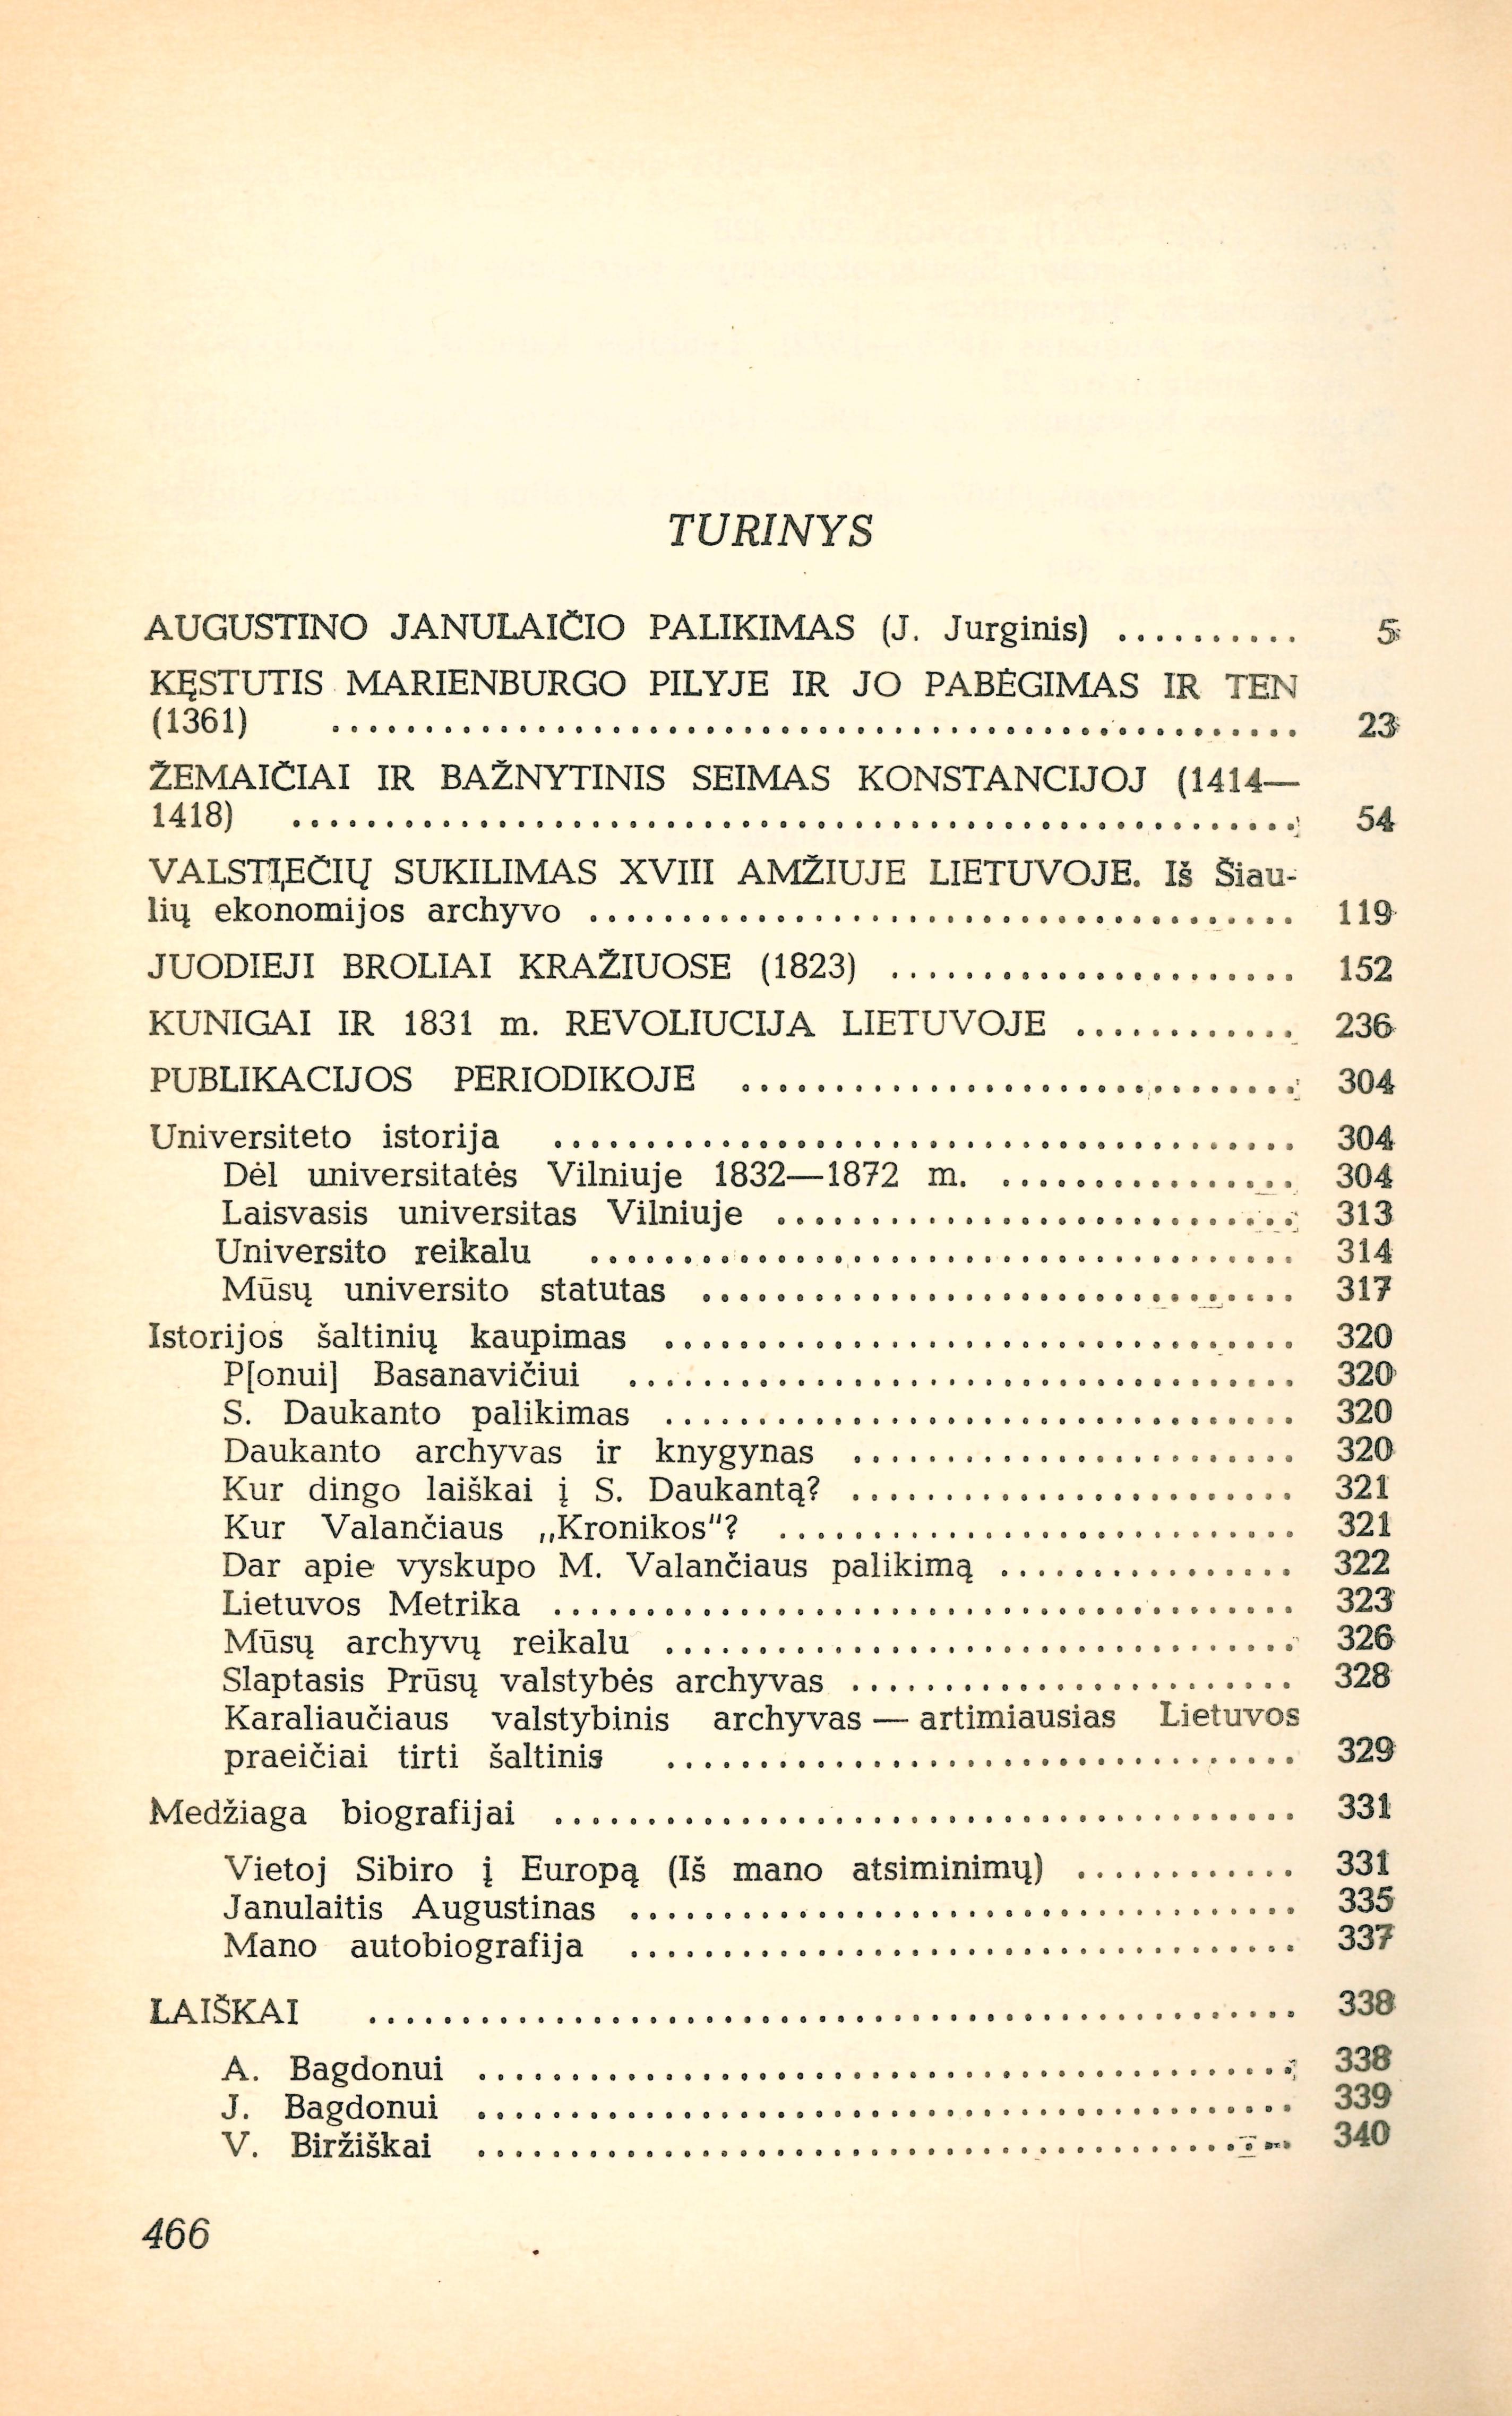 TURINYS
AUGUSTINO JANULAIČIO PALIKIMAS (J. Jurginis) .......... 5
KĘSTUTIS MARIENBURGO PILYJE IR JO PABĖGIMAS IR TEN
(1361) .......... 23
ŽEMAIČIAI IR BAŽNYTINIS SEIMAS KONSTANCIJOJ (1414—
1418) .......... 54
VALSTIEČIŲ SUKILIMAS XVIII AMŽIUJE LIETUVOJE. Iš Šiau-
lių ekonomijos archyvo .......... 119
JUODIEJI BROLIAI KRAŽIUOSE (1823) .......... 152
KUNIGAI IR 1831 m. REVOLIUCIJA LIETUVOJE .......... 236
PUBLIKACIJOS PERIODIKOJE .......... 304
Universiteto istorija .......... 304
Dėl universitatės Vilniuje 1832—1872 m. .......... 304
Laisvasis universitas Vilniuje .......... 313
Universito reikalu .......... 314
Mūsų universito statutas .......... 317
Istorijos šaltinių kaupimas .......... 320
P[onui] Basanavičiui .......... 320
S. Daukanto palikimas .......... 320
Daukanto archyvas ir knygynas .......... 320
Kur dingo laiškai į S. Daukantą? .......... 321
Kur Valančiaus „Kronikos"? .......... 321
Dar apie vyskupo M. Valančiaus palikimą .......... 322
Lietuvos Metrika .......... 323
Mūsų archyvų reikalu .......... 326
Slaptasis Prūsų valstybės archyvas .......... 328
Karaliaučiaus valstybinis archyvas — artimiausias Lietuvos
praeičiai tirti šaltinis .......... 329
Medžiaga biografijai .......... 331
Vietoj Sibiro į Europą (Iš mano atsiminimų) .......... 331
Janulaitis Augustinas .......... 335
Mano autobiografija .......... 337
LAIŠKAI .......... 338
A. Bagdonui .......... 338
J. Bagdonui .......... 339
V. Biržiškai .......... 340
466